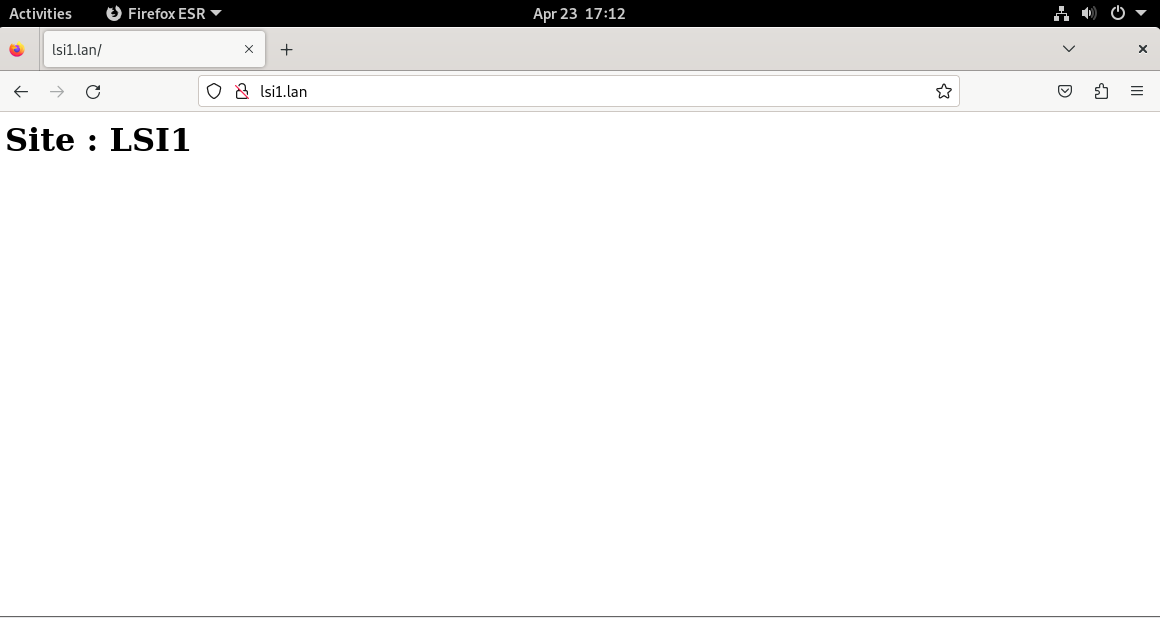 Activities Firefox ESR Apr 23 17:12
lsi1.lan/
lsi1.lan
Site : LSI1